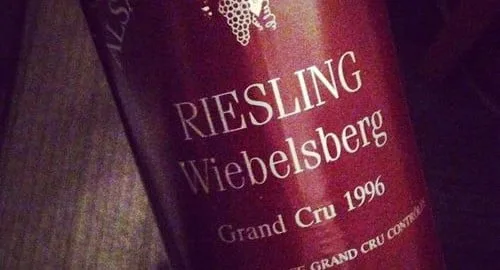 RIESLING
Wiebelsberg
Grand Cru 1996
GRAND CRU